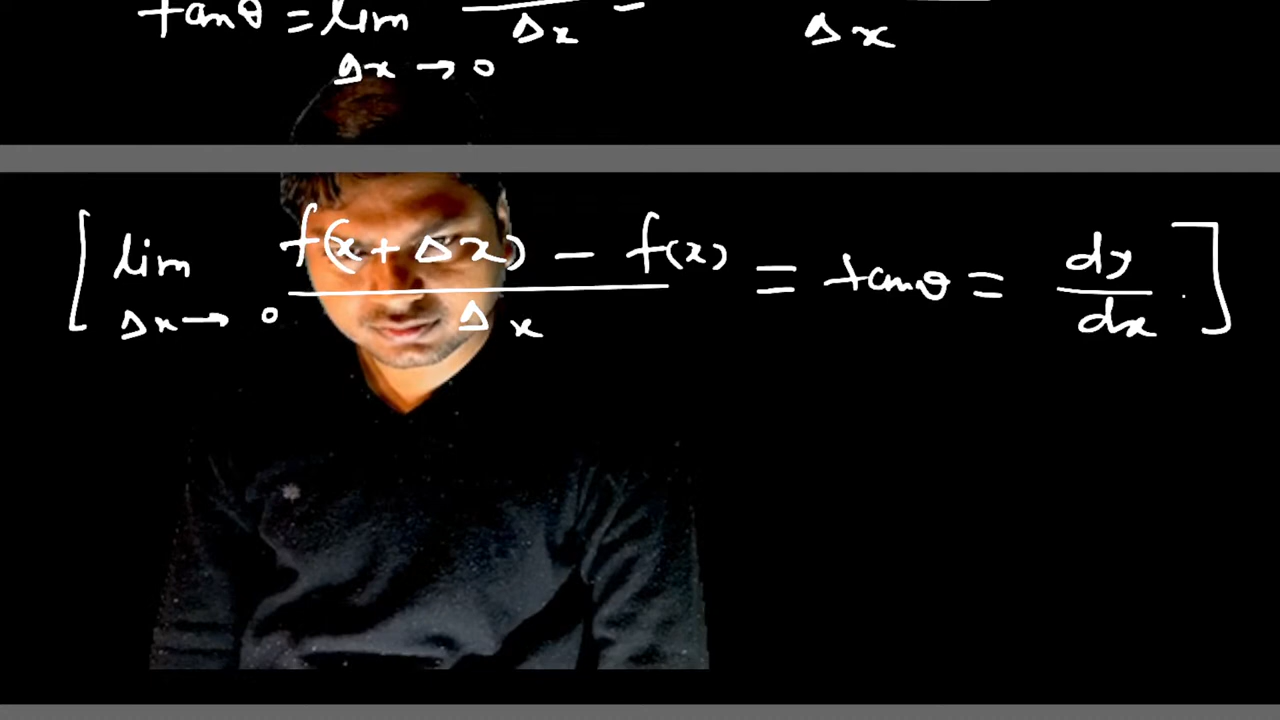 tanθ = lim
Δx =
Δx
Δx → 0
[ lim f(x + Δx) − f(x) = tanθ = dy ]
Δx → 0 Δx dx